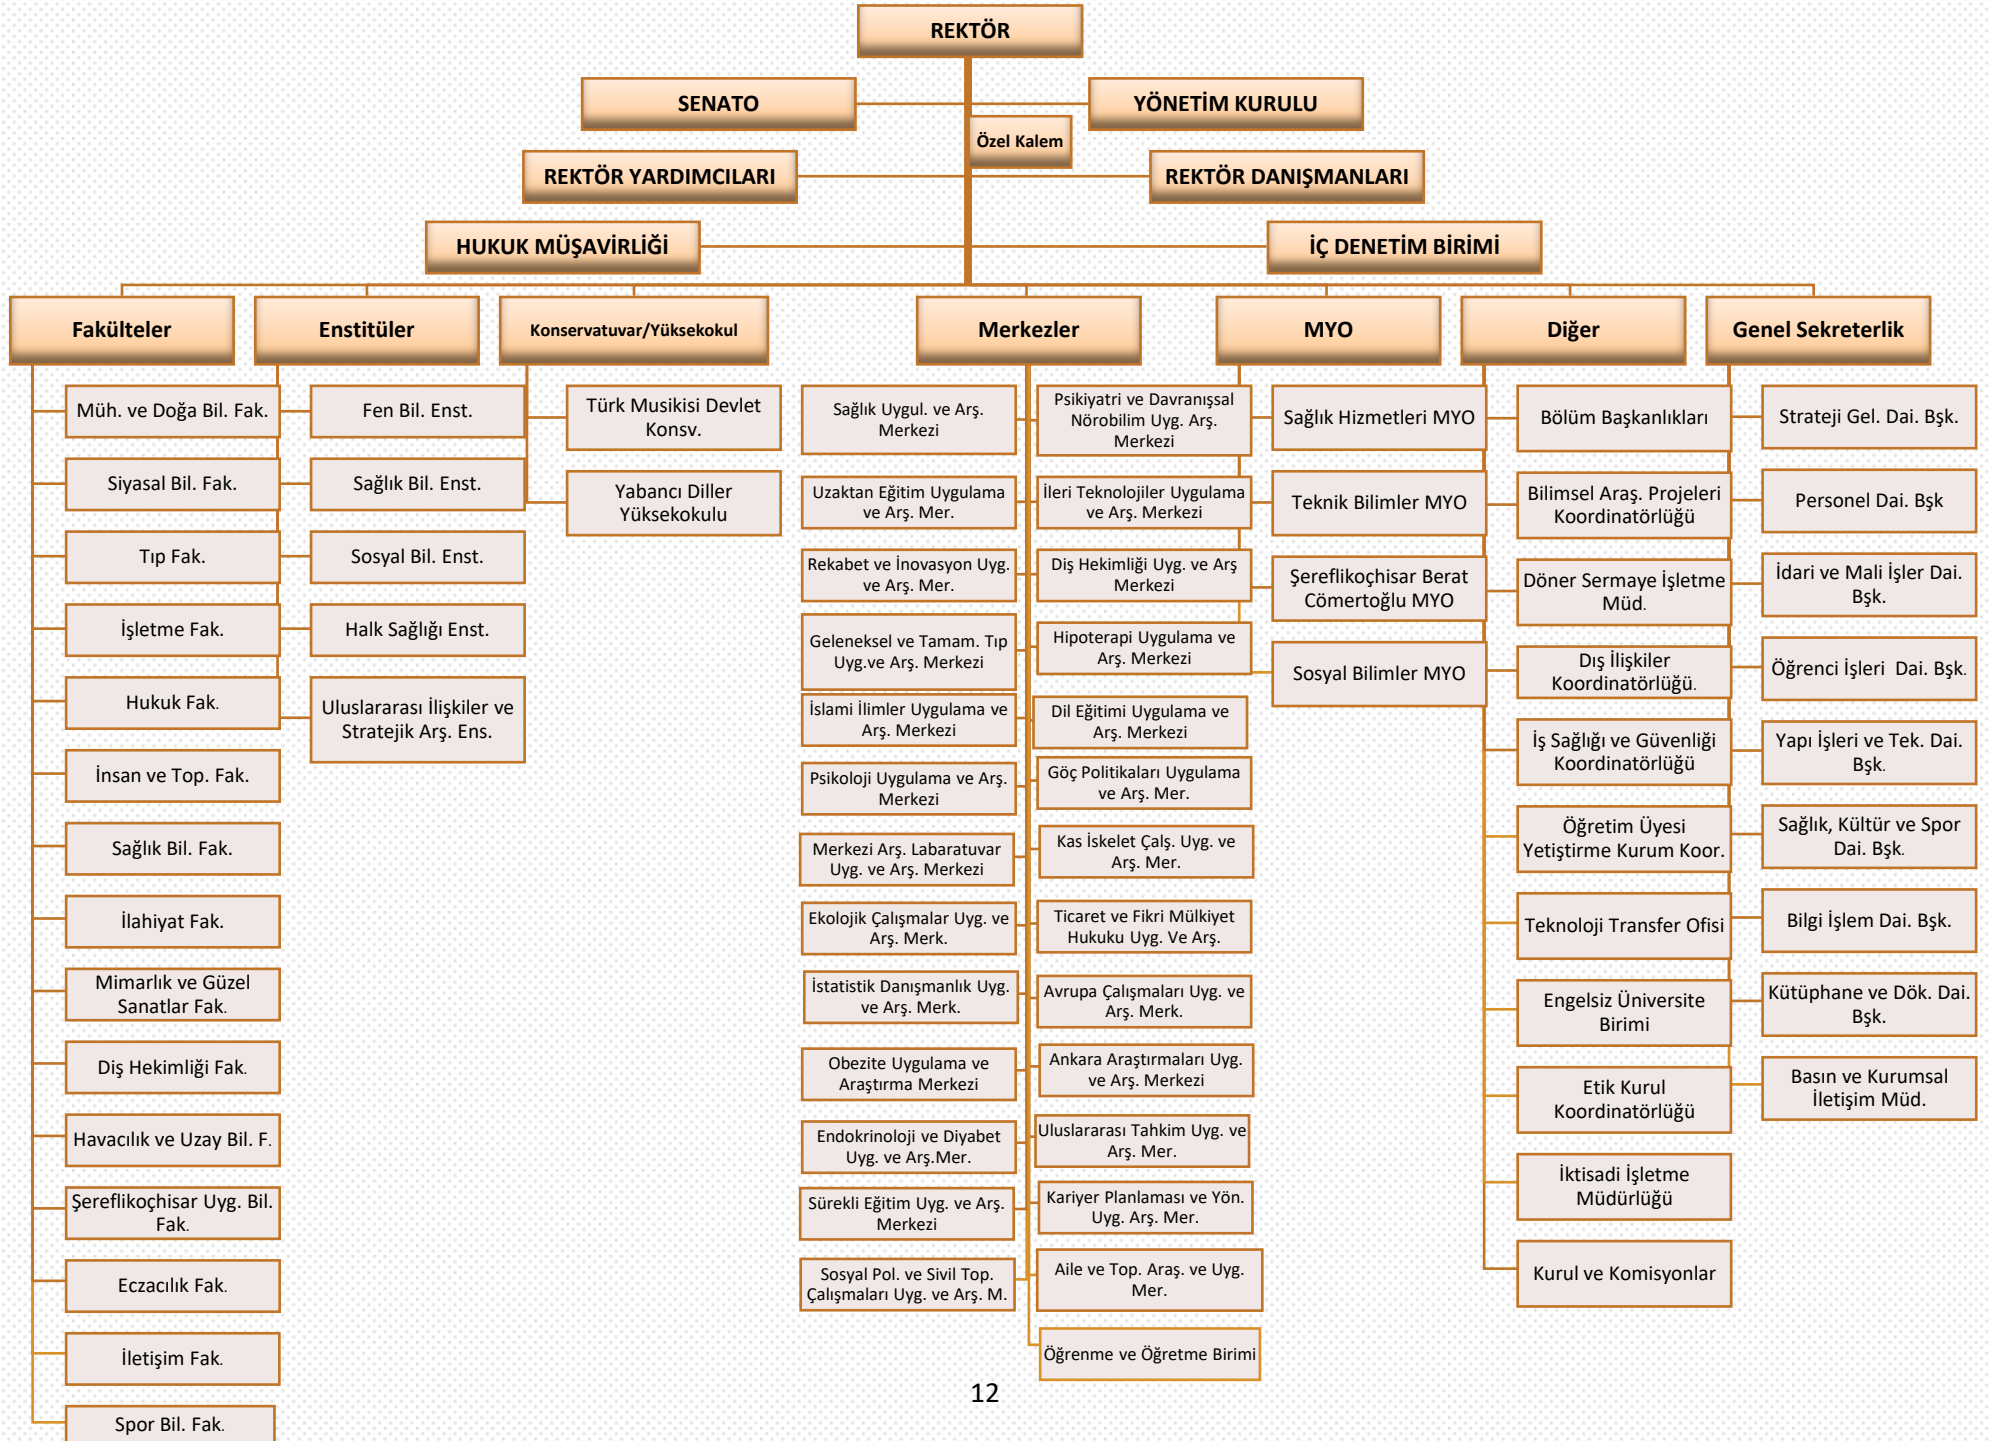 REKTÖR
SENATO
YÖNETİM KURULU
Özel Kalem
REKTÖR YARDIMCILARI
REKTÖR DANIŞMANLARI
HUKUK MÜŞAVİRLİĞİ
İÇ DENETİM BİRİMİ
Fakülteler
Müh. ve Doğa Bil. Fak.
Siyasal Bil. Fak.
Tıp Fak.
İşletme Fak.
Hukuk Fak.
İnsan ve Top. Fak.
Sağlık Bil. Fak.
İlahiyat Fak.
Mimarlık ve Güzel
Sanatlar Fak.
Diş Hekimliği Fak.
Havacılık ve Uzay Bil. F.
Şereflikoçhisar Uyg. Bil.
Fak.
Eczacılık Fak.
İletişim Fak.
Spor Bil. Fak.
Enstitüler
Fen Bil. Enst.
Sağlık Bil. Enst.
Sosyal Bil. Enst.
Halk Sağlığı Enst.
Uluslararası İlişkiler ve
Stratejik Arş. Ens.
Konservatuvar/Yüksekokul
Türk Musikisi Devlet
Konsv.
Yabancı Diller
Yüksekokulu
Merkezler
Sağlık Uygul. ve Arş.
Merkezi
Uzaktan Eğitim Uygulama
ve Arş. Mer.
Rekabet ve İnovasyon Uyg.
ve Arş. Mer.
Geleneksel ve Tamam. Tıp
Uyg.ve Arş. Merkezi
İslami İlimler Uygulama ve
Arş. Merkezi
Psikoloji Uygulama ve Arş.
Merkezi
Merkezi Arş. Labaratuvar
Uyg. ve Arş. Merkezi
Ekolojik Çalışmalar Uyg. ve
Arş. Merk.
İstatistik Danışmanlık Uyg.
ve Arş. Merk.
Obezite Uygulama ve
Araştırma Merkezi
Endokrinoloji ve Diyabet
Uyg. ve Arş.Mer.
Sürekli Eğitim Uyg. ve Arş.
Merkezi
Sosyal Pol. ve Sivil Top.
Çalışmaları Uyg. ve Arş. M.
Psikiyatri ve Davranışsal
Nörobilim Uyg. Arş.
Merkezi
İleri Teknolojiler Uygulama
ve Arş. Merkezi
Diş Hekimliği Uyg. ve Arş
Merkezi
Hipoterapi Uygulama ve
Arş. Merkezi
Dil Eğitimi Uygulama ve
Arş. Merkezi
Göç Politikaları Uygulama
ve Arş. Mer.
Kas İskelet Çalş. Uyg. ve
Arş. Mer.
Ticaret ve Fikri Mülkiyet
Hukuku Uyg. Ve Arş.
Avrupa Çalışmaları Uyg. ve
Arş. Merk.
Ankara Araştırmaları Uyg.
ve Arş. Merkezi
Uluslararası Tahkim Uyg. ve
Arş. Mer.
Kariyer Planlaması ve Yön.
Uyg. Arş. Mer.
Aile ve Top. Araş. ve Uyg.
Mer.
Öğrenme ve Öğretme Birimi
MYO
Sağlık Hizmetleri MYO
Teknik Bilimler MYO
Şereflikoçhisar Berat
Cömertoğlu MYO
Sosyal Bilimler MYO
Diğer
Bölüm Başkanlıkları
Bilimsel Araş. Projeleri
Koordinatörlüğü
Döner Sermaye İşletme
Müd.
Dış İlişkiler
Koordinatörlüğü.
İş Sağlığı ve Güvenliği
Koordinatörlüğü
Öğretim Üyesi
Yetiştirme Kurum Koor.
Teknoloji Transfer Ofisi
Engelsiz Üniversite
Birimi
Etik Kurul
Koordinatörlüğü
İktisadi İşletme
Müdürlüğü
Kurul ve Komisyonlar
Genel Sekreterlik
Strateji Gel. Dai. Bşk.
Personel Dai. Bşk
İdari ve Mali İşler Dai.
Bşk.
Öğrenci İşleri Dai. Bşk.
Yapı İşleri ve Tek. Dai.
Bşk.
Sağlık, Kültür ve Spor
Dai. Bşk.
Bilgi İşlem Dai. Bşk.
Kütüphane ve Dök. Dai.
Bşk.
Basın ve Kurumsal
İletişim Müd.
12